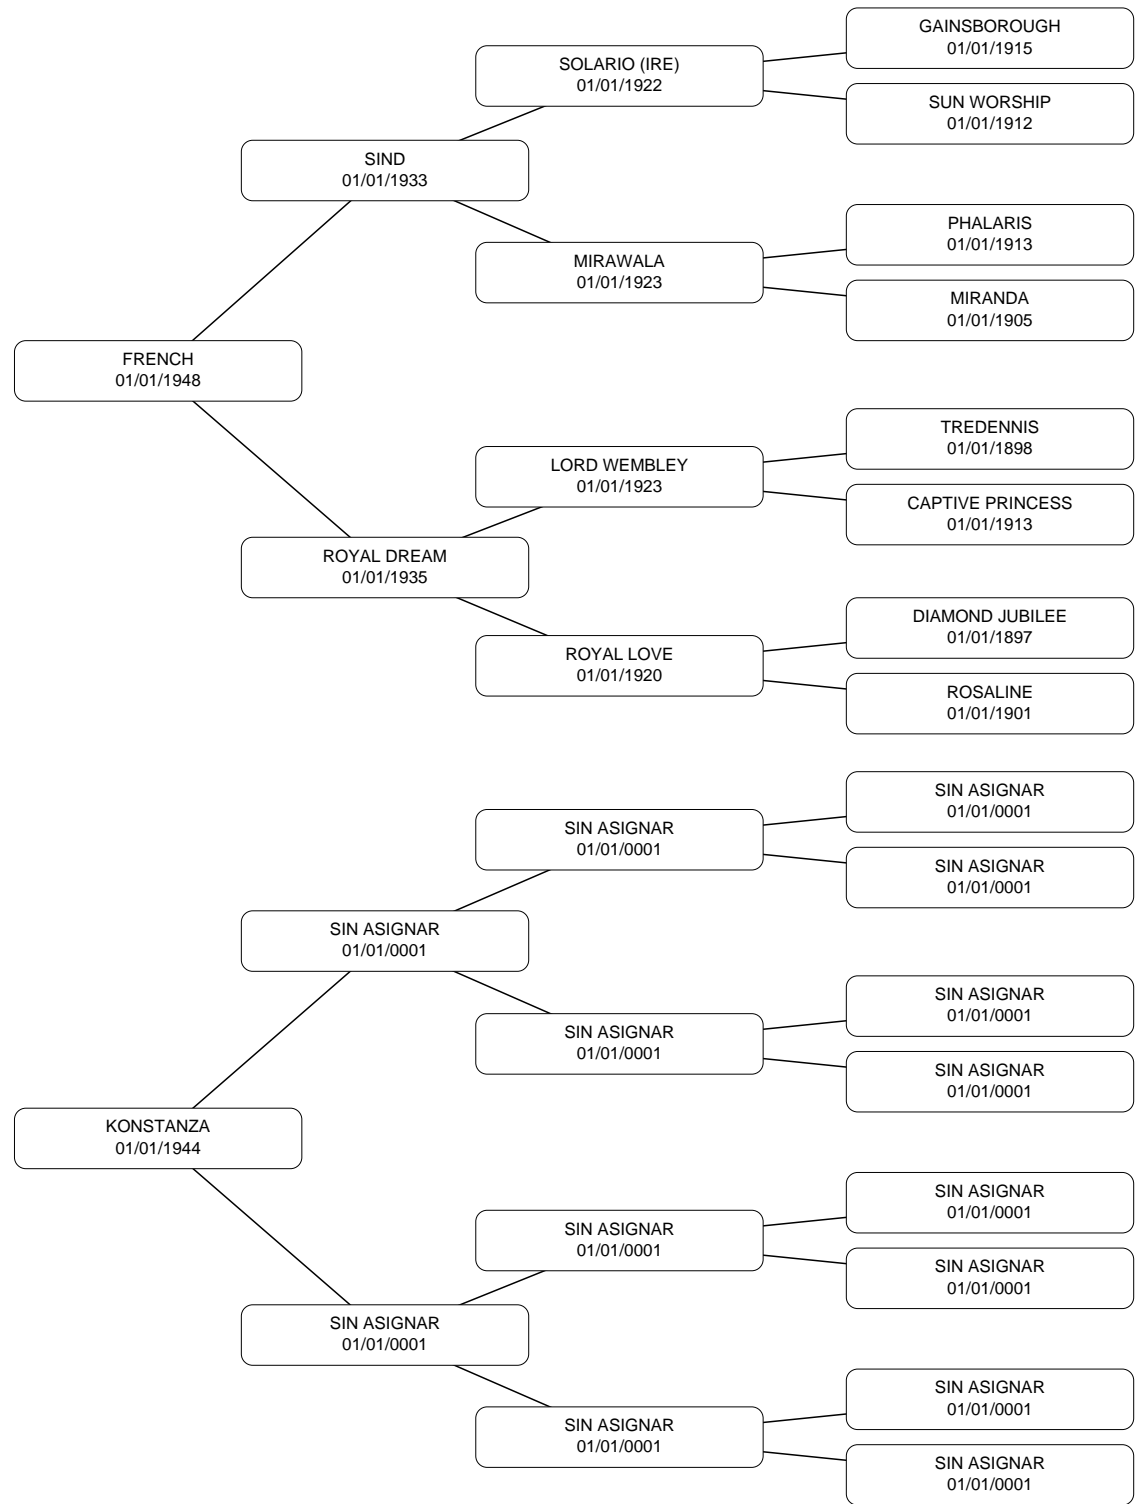 GAINSBOROUGH
01/01/1915
SOLARIO (IRE)
01/01/1922
SUN WORSHIP
01/01/1912
SIND
01/01/1933
PHALARIS
01/01/1913
MIRAWALA
01/01/1923
MIRANDA
01/01/1905
FRENCH
01/01/1948
TREDENNIS
01/01/1898
LORD WEMBLEY
01/01/1923
CAPTIVE PRINCESS
01/01/1913
ROYAL DREAM
01/01/1935
DIAMOND JUBILEE
01/01/1897
ROYAL LOVE
01/01/1920
ROSALINE
01/01/1901
SIN ASIGNAR
01/01/0001
SIN ASIGNAR
01/01/0001
SIN ASIGNAR
01/01/0001
SIN ASIGNAR
01/01/0001
SIN ASIGNAR
01/01/0001
SIN ASIGNAR
01/01/0001
SIN ASIGNAR
01/01/0001
KONSTANZA
01/01/1944
SIN ASIGNAR
01/01/0001
SIN ASIGNAR
01/01/0001
SIN ASIGNAR
01/01/0001
SIN ASIGNAR
01/01/0001
SIN ASIGNAR
01/01/0001
SIN ASIGNAR
01/01/0001
SIN ASIGNAR
01/01/0001